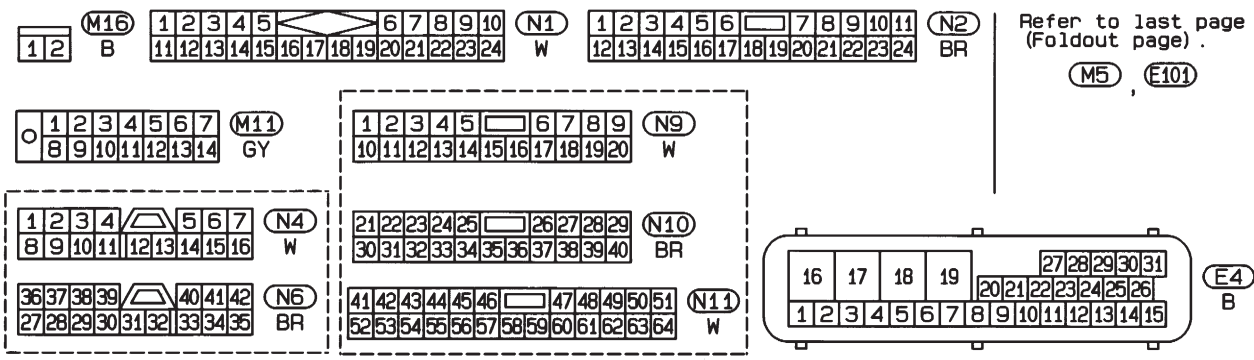 M16
B
1 2
1 2 3 4 5 6 7 8 9 10
11 12 13 14 15 16 17 18 19 20 21 22 23 24
N1
W
1 2 3 4 5 6 7 8 9 10 11
12 13 14 15 16 17 18 19 20 21 22 23 24
N2
BR
Refer to last page
(Foldout page).
M5 , E101
1 2 3 4 5 6 7
8 9 10 11 12 13 14
M11
GY
1 2 3 4 5 6 7
8 9 10 11 12 13 14 15 16
N4
W
36 37 38 39 40 41 42
27 28 29 30 31 32 33 34 35
N6
BR
1 2 3 4 5 6 7 8 9
10 11 12 13 14 15 16 17 18 19 20
N9
W
21 22 23 24 25 26 27 28 29
30 31 32 33 34 35 36 37 38 39 40
N10
BR
41 42 43 44 45 46 47 48 49 50 51
52 53 54 55 56 57 58 59 60 61 62 63 64
N11
W
16 17 18 19
27 28 29 30 31
20 21 22 23 24 25 26
1 2 3 4 5 6 7 8 9 10 11 12 13 14 15
E4
B